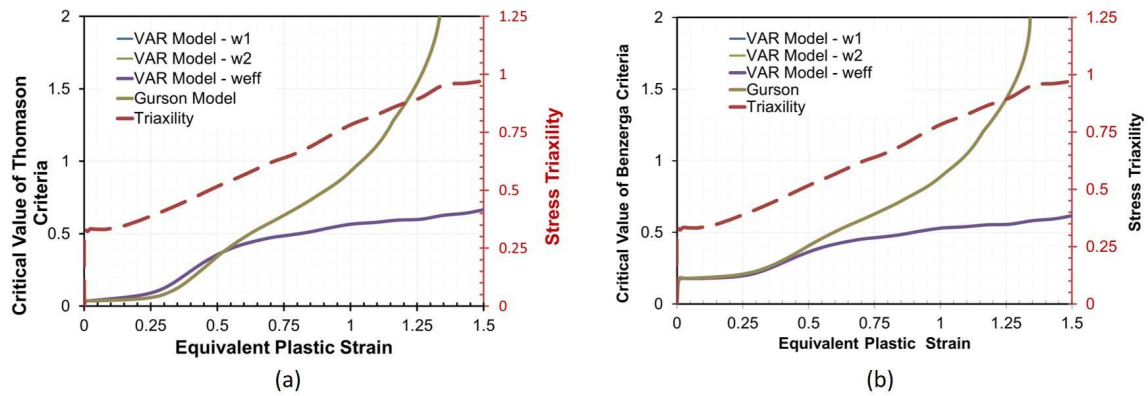 2
1.5
1
0.5
0
Critical Value of Thomason
Criteria
VAR Model - w1
VAR Model - w2
VAR Model - weff
Gurson Model
Triaxility
1.25
1
0.75
0.5
0.25
0
Stress Triaxility
0 0.25 0.5 0.75 1 1.25 1.5
Equivalent Plastic Strain
(a)
2
1.5
1
0.5
0
Critical Value of Benzerga Criteria
VAR Model - w1
VAR Model - w2
VAR Model - weff
Gurson
Triaxility
1.25
1
0.75
0.5
0.25
0
Stress Triaxility
0 0.25 0.5 0.75 1 1.25 1.5
Equivalent Plastic Strain
(b)